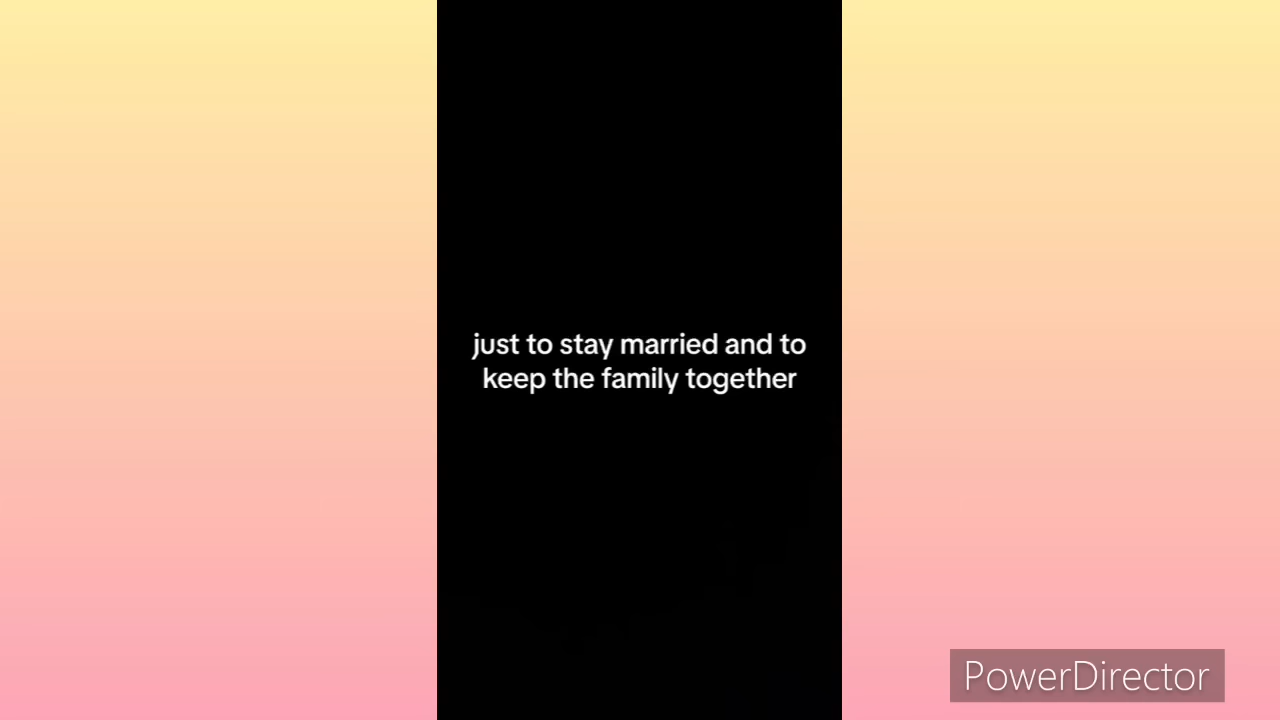 just to stay married and to
keep the family together
PowerDirector